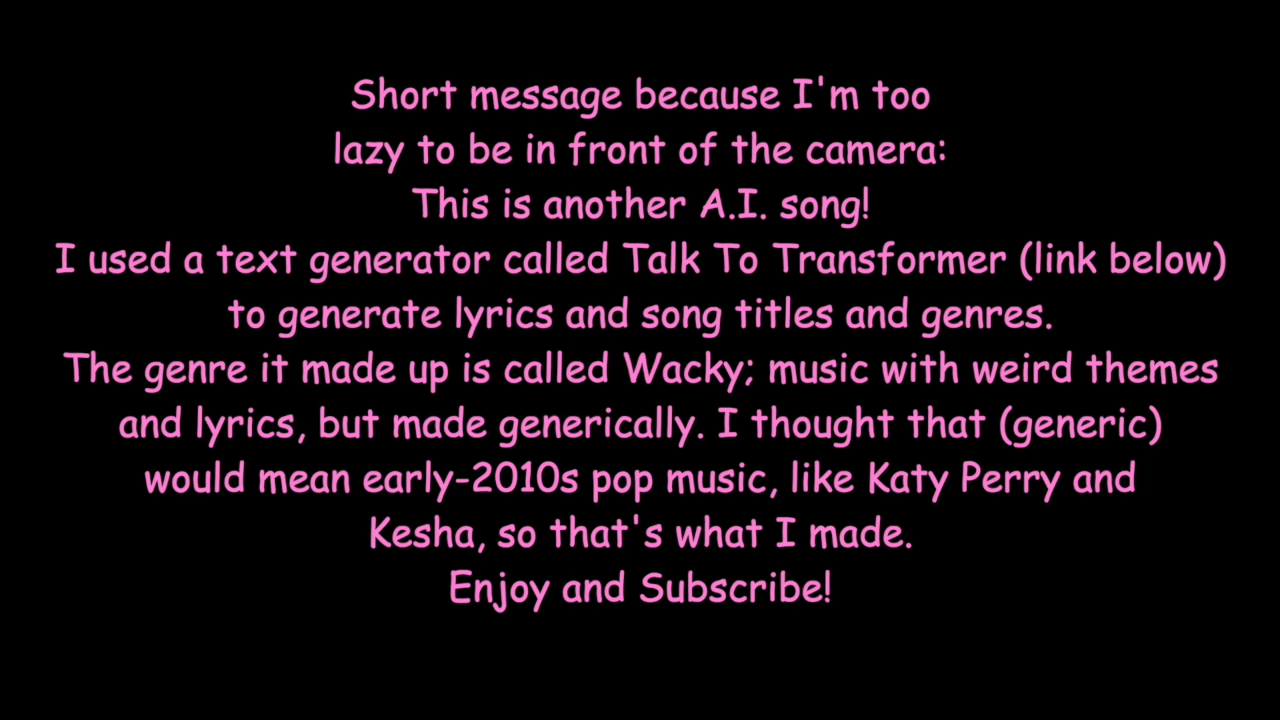 Short message because I'm too
lazy to be in front of the camera:
This is another A.I. song!
I used a text generator called Talk To Transformer (link below)
to generate lyrics and song titles and genres.
The genre it made up is called Wacky; music with weird themes
and lyrics, but made generically. I thought that (generic)
would mean early-2010s pop music, like Katy Perry and
Kesha, so that's what I made.
Enjoy and Subscribe!